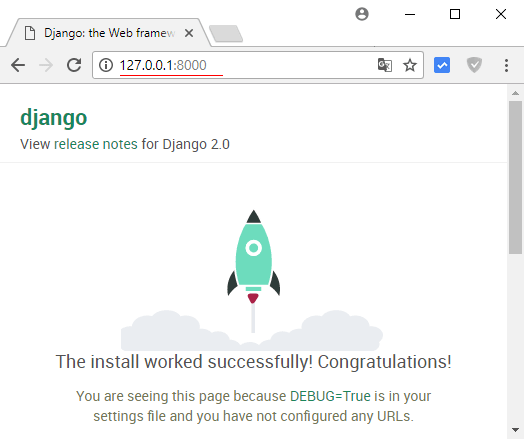 Django: the Web framew
127.0.0.1:8000
django
View release notes for Django 2.0
The install worked successfully! Congratulations!
You are seeing this page because DEBUG=True is in your
settings file and you have not configured any URLs.